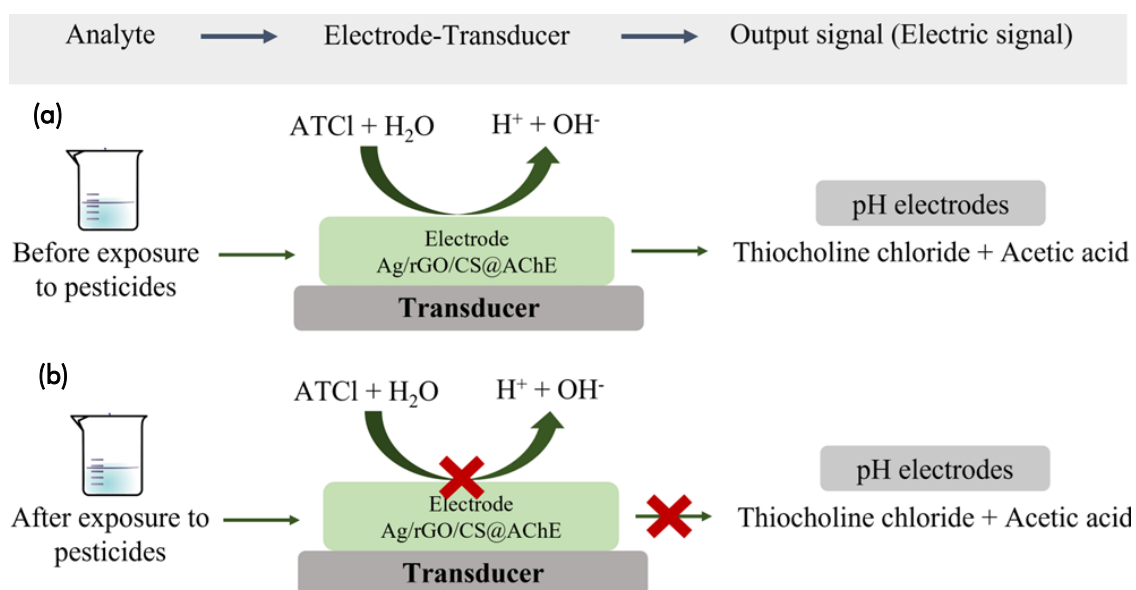 Analyte Electrode-Transducer Output signal (Electric signal)
(a)
ATCl + H₂O H⁺ + OH⁻
pH electrodes
Before exposure
to pesticides
Electrode
Ag/rGO/CS@AChE
Thiocholine chloride + Acetic acid
Transducer
(b)
ATCl + H₂O H⁺ + OH⁻
pH electrodes
After exposure to
pesticides
Electrode
Ag/rGO/CS@AChE
Thiocholine chloride + Acetic acid
Transducer